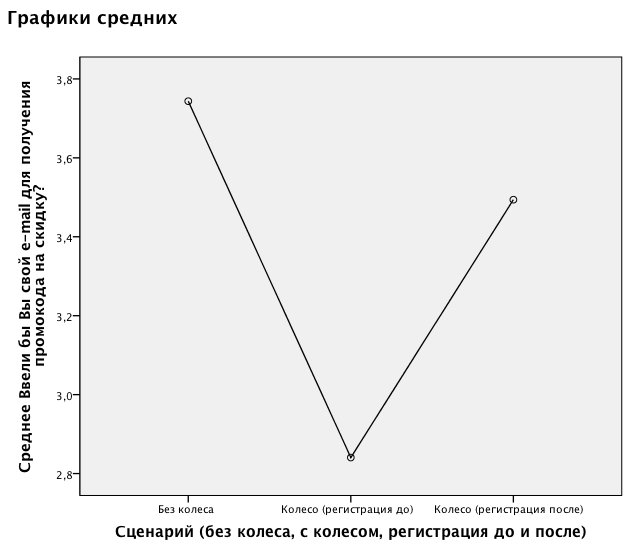 Графики средних
Среднее Ввели бы Вы свой e-mail для получения
промокода на скидку?
3,8
3,6
3,4
3,2
3,0
2,8
Без колеса
Колесо (регистрация до)
Колесо (регистрация после)
Сценарий (без колеса, с колесом, регистрация до и после)